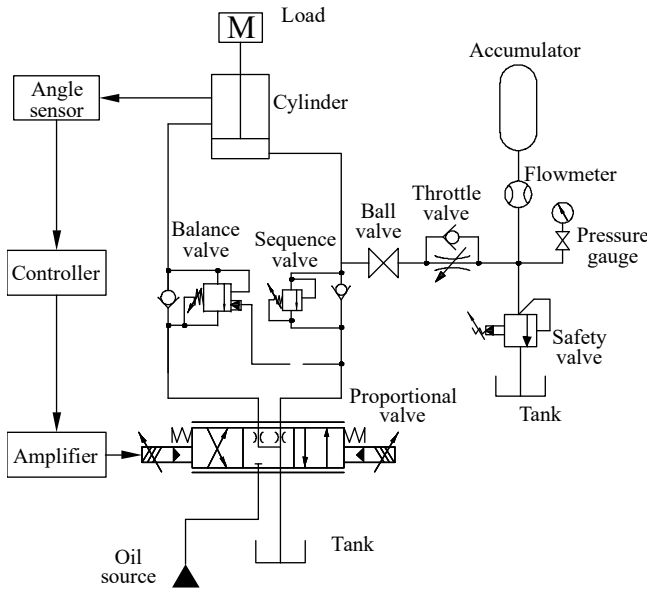 Load
M
Accumulator
Angle
sensor
Cylinder
Flowmeter
Throttle
valve
Ball
valve
Balance
valve
Sequence
valve
Pressure
gauge
Controller
Safety
valve
Tank
Proportional
valve
Amplifier
Tank
Oil
source